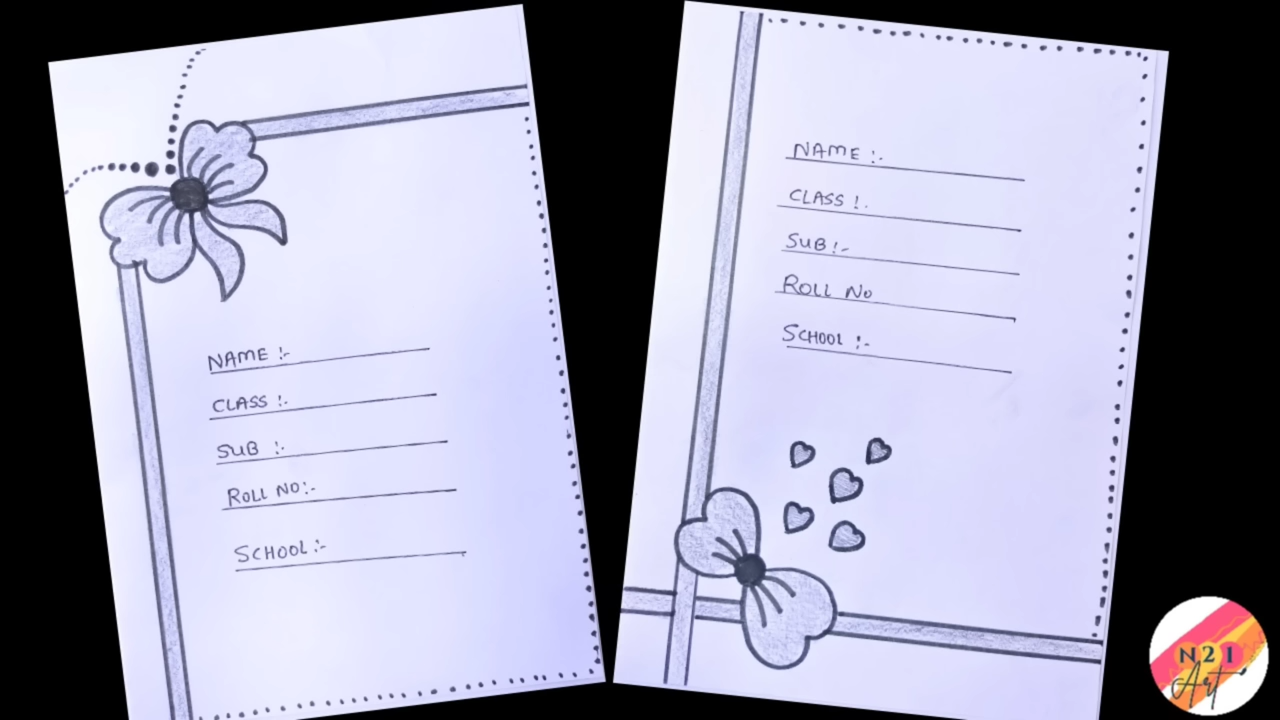 NAME :-
CLASS :-
SUB :-
ROLL NO:-
SCHOOL:-
NAME :-
CLASS :.
SUB:-
ROLL NO
SCHOOL :-
N21
Art